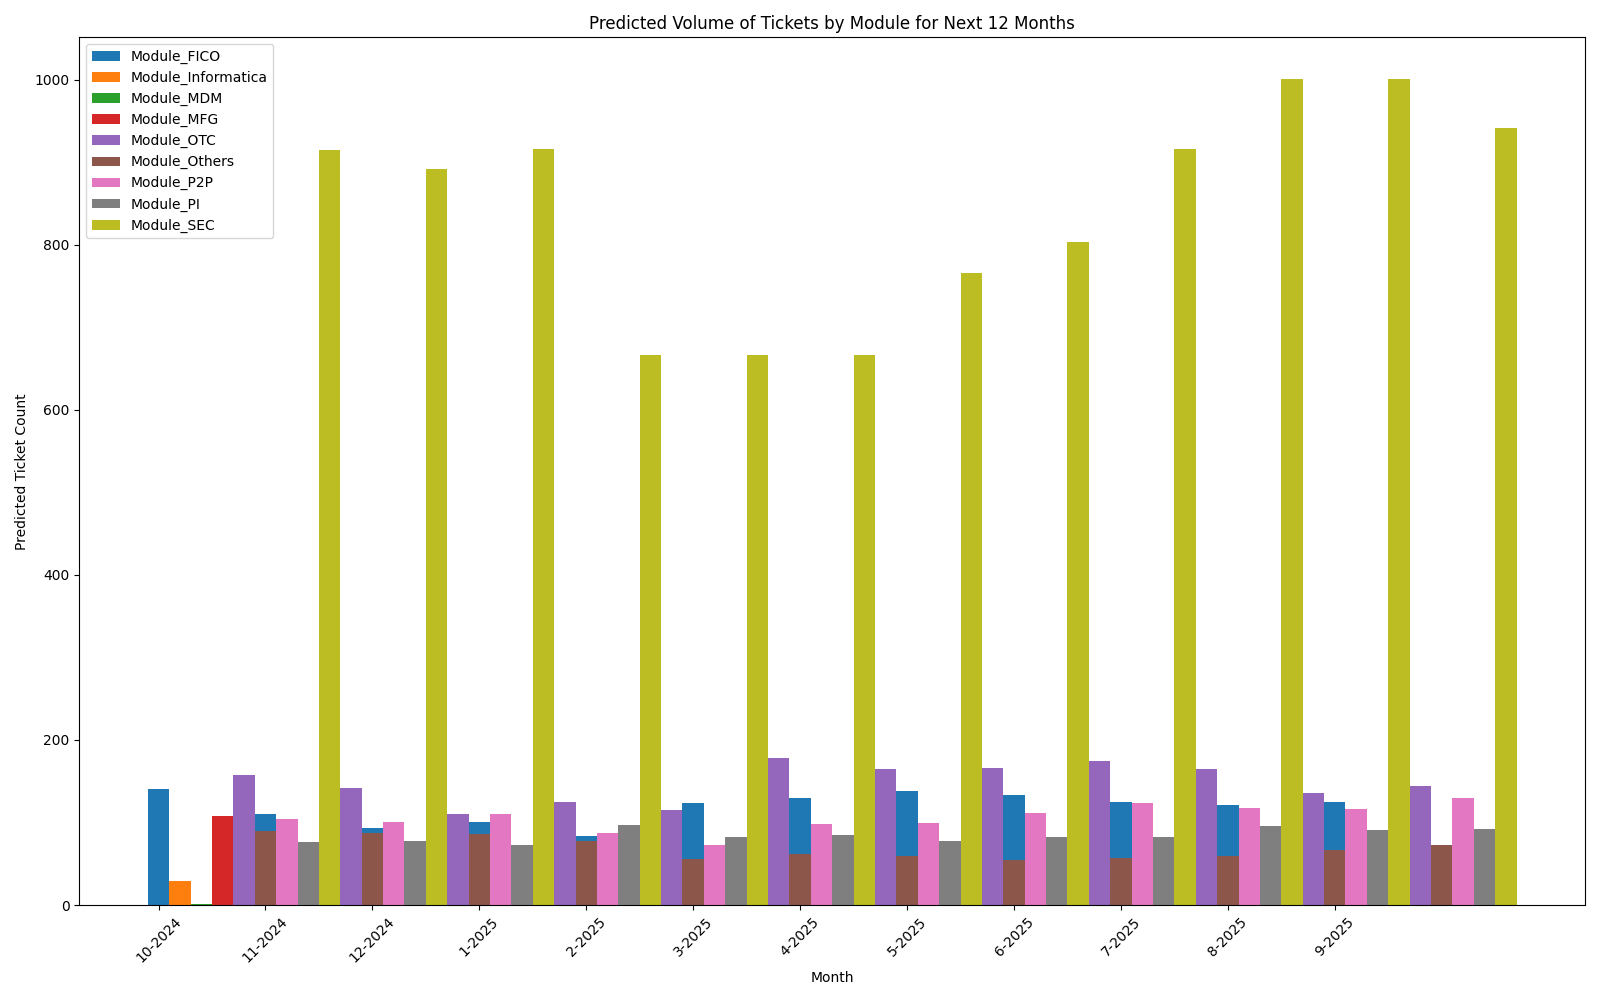 Predicted Volume of Tickets by Module for Next 12 Months
Module_FICO
Module_Informatica
Module_MDM
Module_MFG
Module_OTC
Module_Others
Module_P2P
Module_PI
Module_SEC
1000
800
600
400
200
0
Predicted Ticket Count
10-2024
11-2024
12-2024
1-2025
2-2025
3-2025
4-2025
5-2025
6-2025
7-2025
8-2025
9-2025
Month